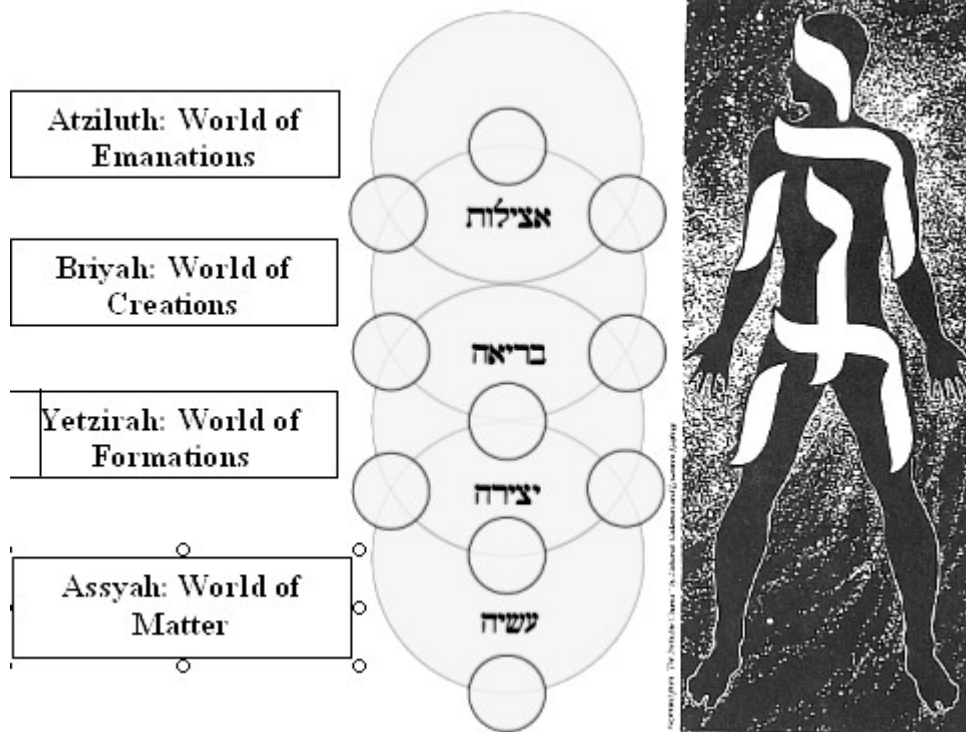 Atziluth: World of
Emanations
Briyah: World of
Creations
Yetzirah: World of
Formations
Assyah: World of
Matter
אצילות
בריאה
יצירה
עשיה
י
ה
ו
ה